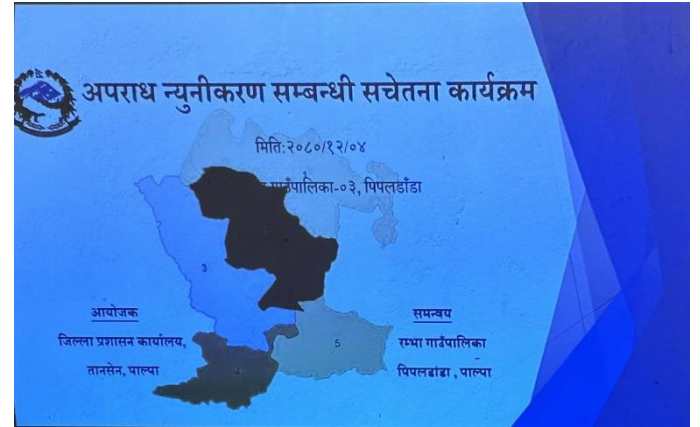 अपराध न्युनीकरण सम्बन्धी सचेतना कार्यक्रम
मिति:२०८०/१२/०४
गाउँपालिका-०३, पिपलडाँडा
3
आयोजक
समन्वय
जिल्ला प्रशासन कार्यालय,
5
रम्भा गाउँपालिका
तानसेन, पाल्पा
4
पिपलडांडा , पाल्पा